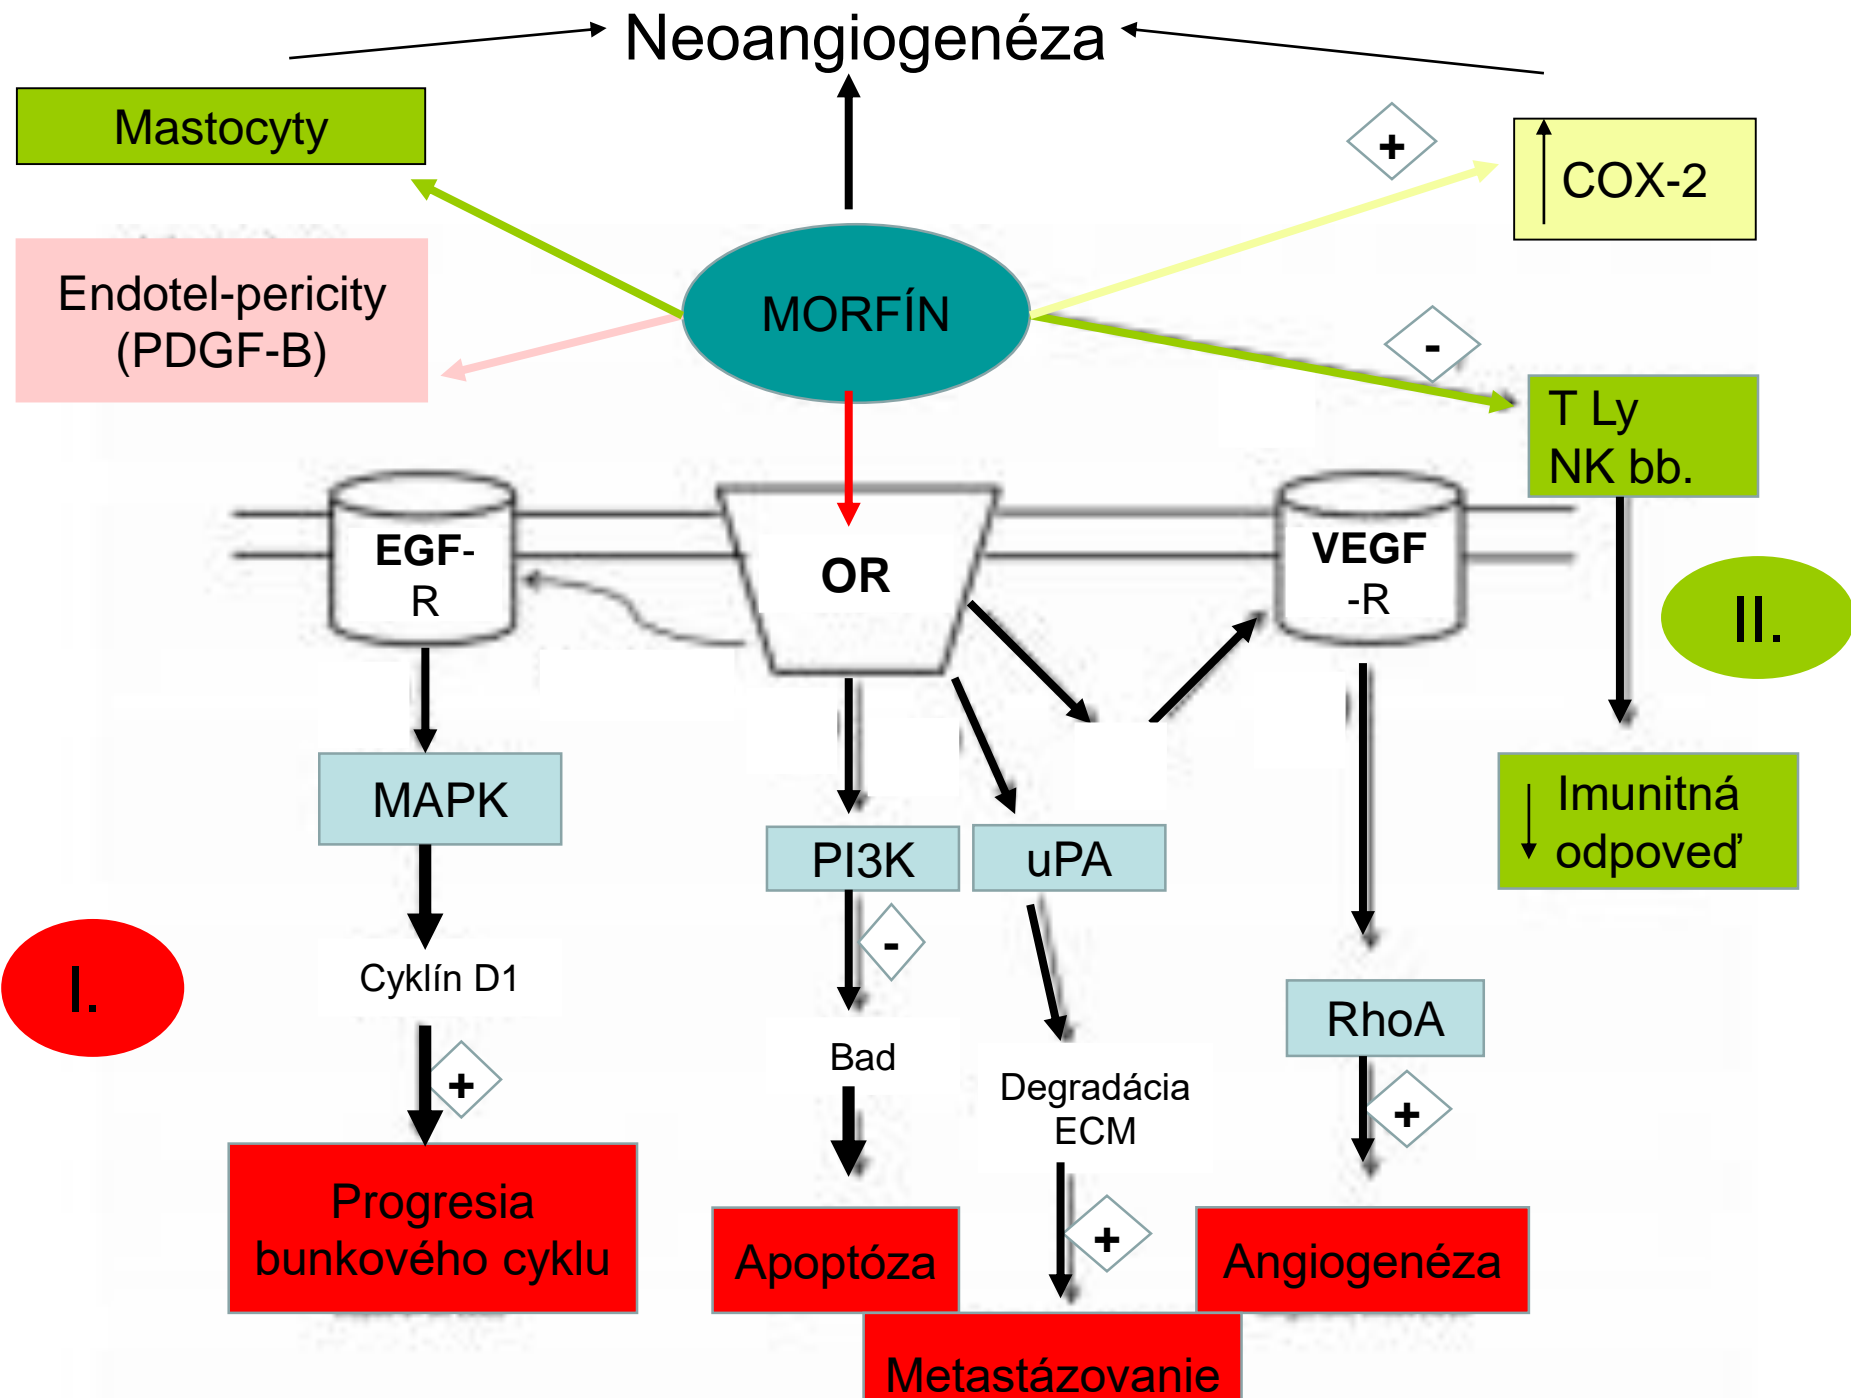 Neoangiogenéza
Mastocyty
+
COX-2
Endotel-pericity
(PDGF-B)
MORFÍN
-
T Ly
NK bb.
EGF-
R
OR
VEGF
-R
II.
MAPK
Imunitná
odpoveď
PI3K
uPA
-
I.
Cyklín D1
RhoA
Bad
Degradácia
ECM
+
+
Progresia
bunkového cyklu
Apoptóza
+
Angiogenéza
Metastázovanie